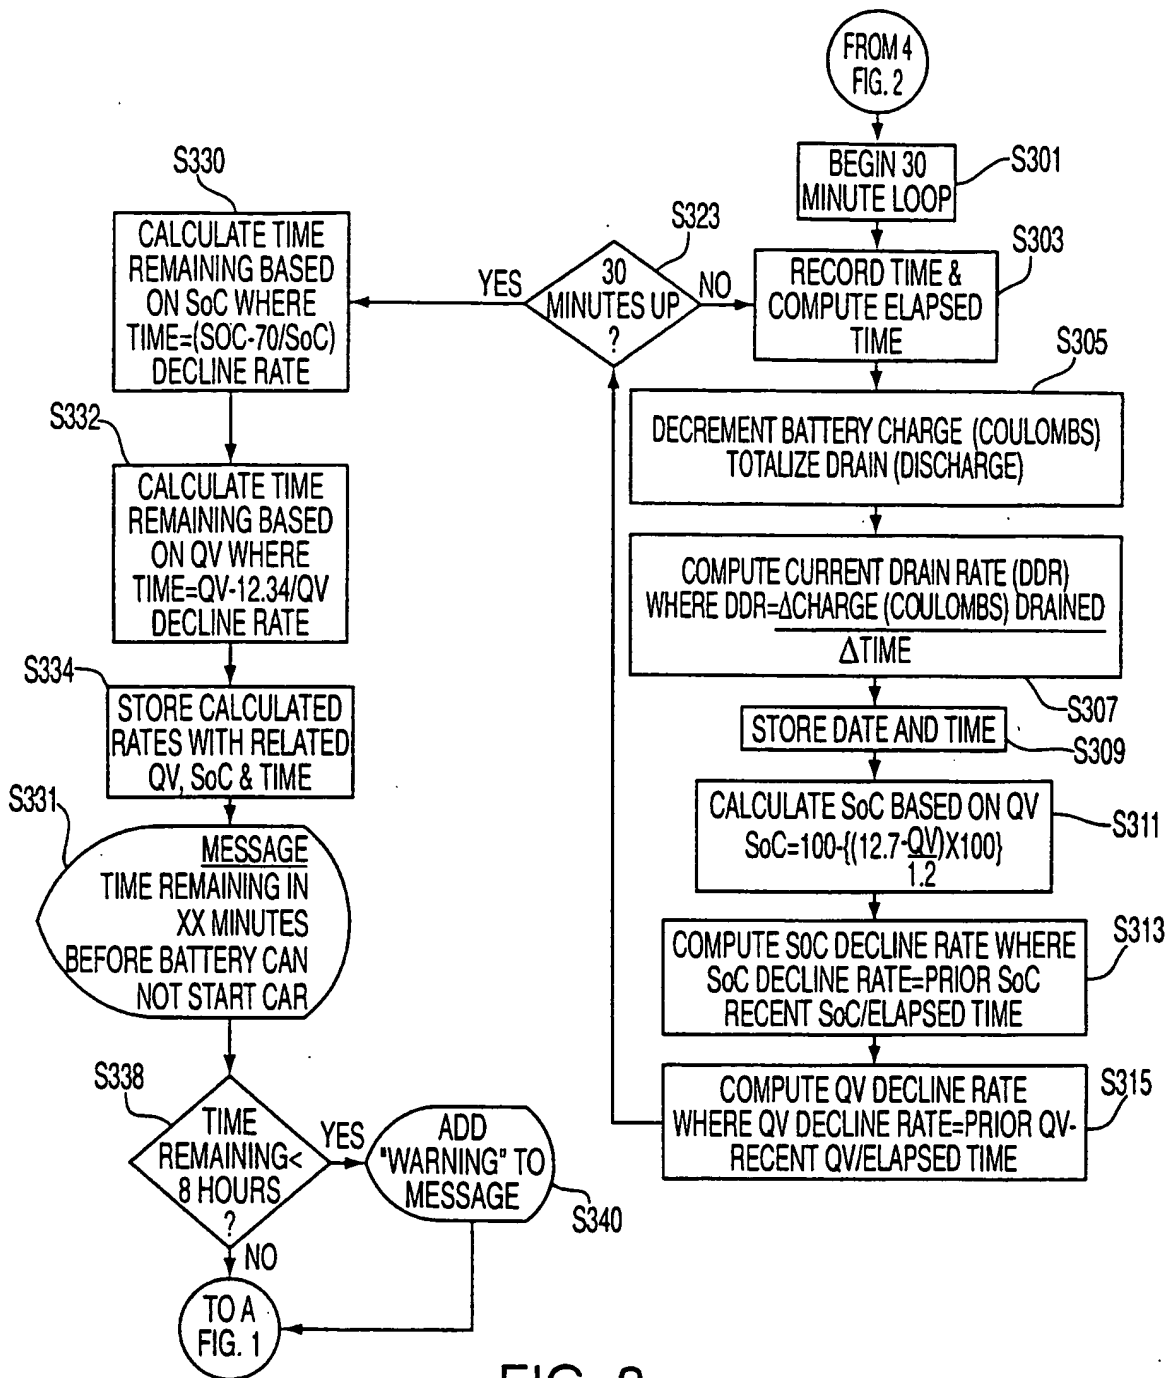 FROM 4
FIG. 2
BEGIN 30
MINUTE LOOP
S301
RECORD TIME &
COMPUTE ELAPSED
TIME
S303
S323
30
MINUTES UP
?
YES
NO
DECREMENT BATTERY CHARGE (COULOMBS)
TOTALIZE DRAIN (DISCHARGE)
S305
COMPUTE CURRENT DRAIN RATE (DDR)
WHERE DDR=ΔCHARGE (COULOMBS) DRAINED
ΔTIME
S307
STORE DATE AND TIME
S309
CALCULATE SoC BASED ON QV
SoC=100-{(12.7-QV)X100}
1.2
S311
COMPUTE SOC DECLINE RATE WHERE
SoC DECLINE RATE=PRIOR SoC
RECENT SoC/ELAPSED TIME
S313
COMPUTE QV DECLINE RATE
WHERE QV DECLINE RATE=PRIOR QV-
RECENT QV/ELAPSED TIME
S315
S330
CALCULATE TIME
REMAINING BASED
ON SoC WHERE
TIME=(SOC-70/SoC)
DECLINE RATE
S332
CALCULATE TIME
REMAINING BASED
ON QV WHERE
TIME=QV-12.34/QV
DECLINE RATE
S334
STORE CALCULATED
RATES WITH RELATED
QV, SoC & TIME
S331
MESSAGE
TIME REMAINING IN
XX MINUTES
BEFORE BATTERY CAN
NOT START CAR
S338
TIME
REMAINING<
8 HOURS
?
YES
NO
ADD
"WARNING" TO
MESSAGE
S340
TO A
FIG. 1
FIG.